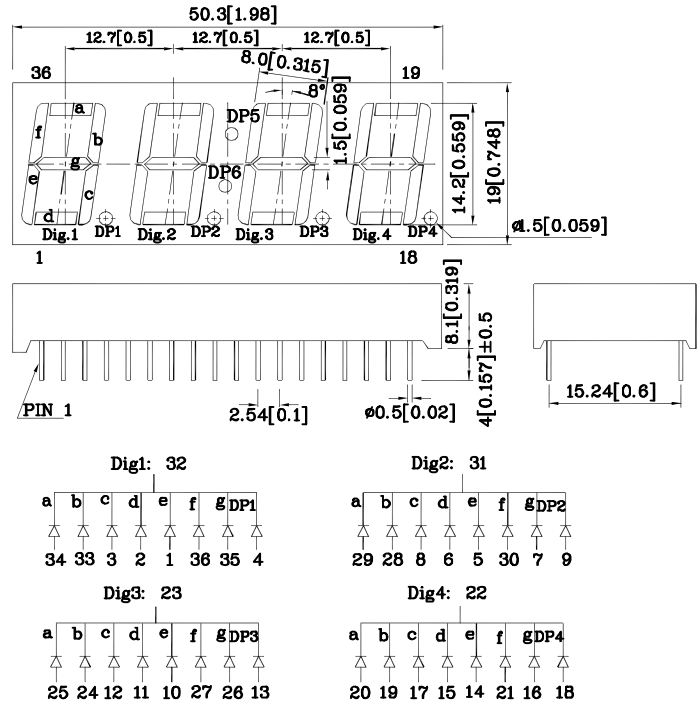 50.3[1.98]
12.7[0.5] 12.7[0.5] 12.7[0.5]
8.0[0.315]
36 19
8°
a
f b
g
e c
d
DP5
DP6
1.5[0.059]
14.2[0.559]
19[0.748]
Dig.1 DP1 Dig.2 DP2 Dig.3 DP3 Dig.4 DP4
ø1.5[0.059]
1 18
8.1[0.319]
4[0.157]±0.5
PIN 1
2.54[0.1]
ø0.5[0.02]
15.24[0.6]
Dig1: 32
a b c d e f g DP1
34 33 3 2 1 36 35 4
Dig2: 31
a b c d e f g DP2
29 28 8 6 5 30 7 9
Dig3: 23
a b c d e f g DP3
25 24 12 11 10 27 26 13
Dig4: 22
a b c d e f g DP4
20 19 17 15 14 21 16 18